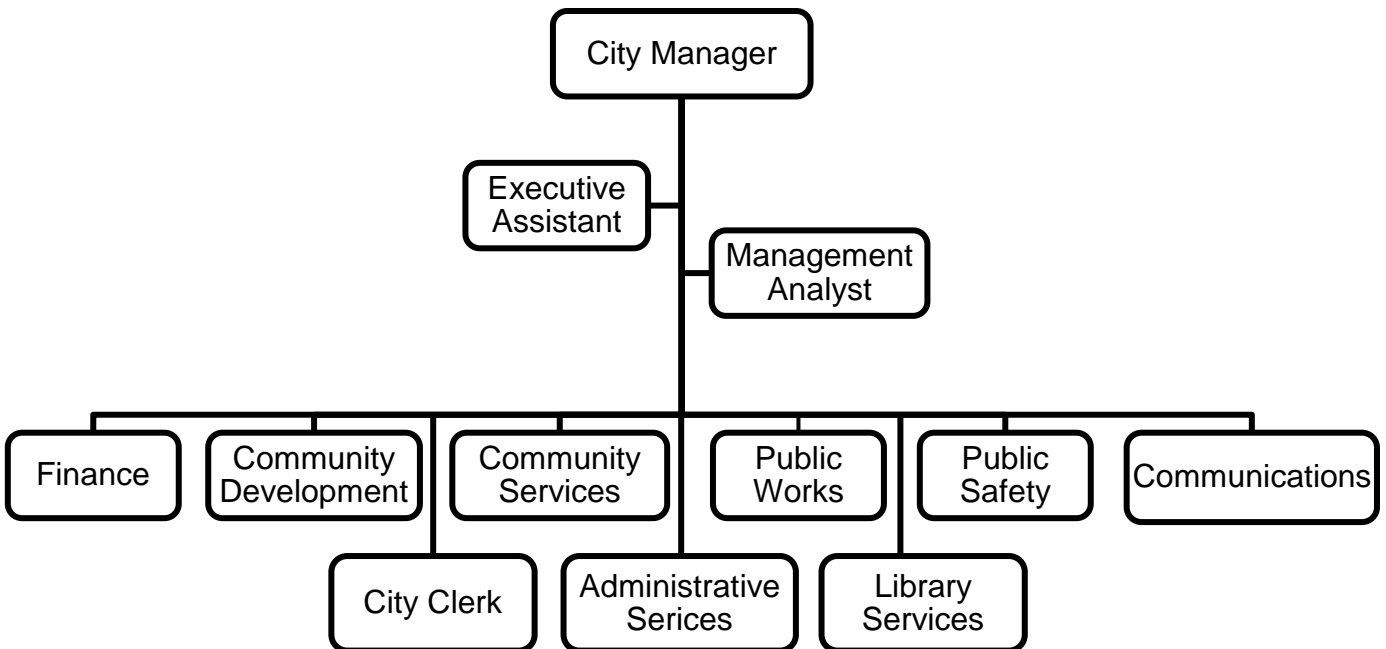 City Manager
Executive
Assistant
Management
Analyst
Finance
Community
Development
Community
Services
Public
Works
Public
Safety
Communications
City Clerk
Administrative
Serices
Library
Services